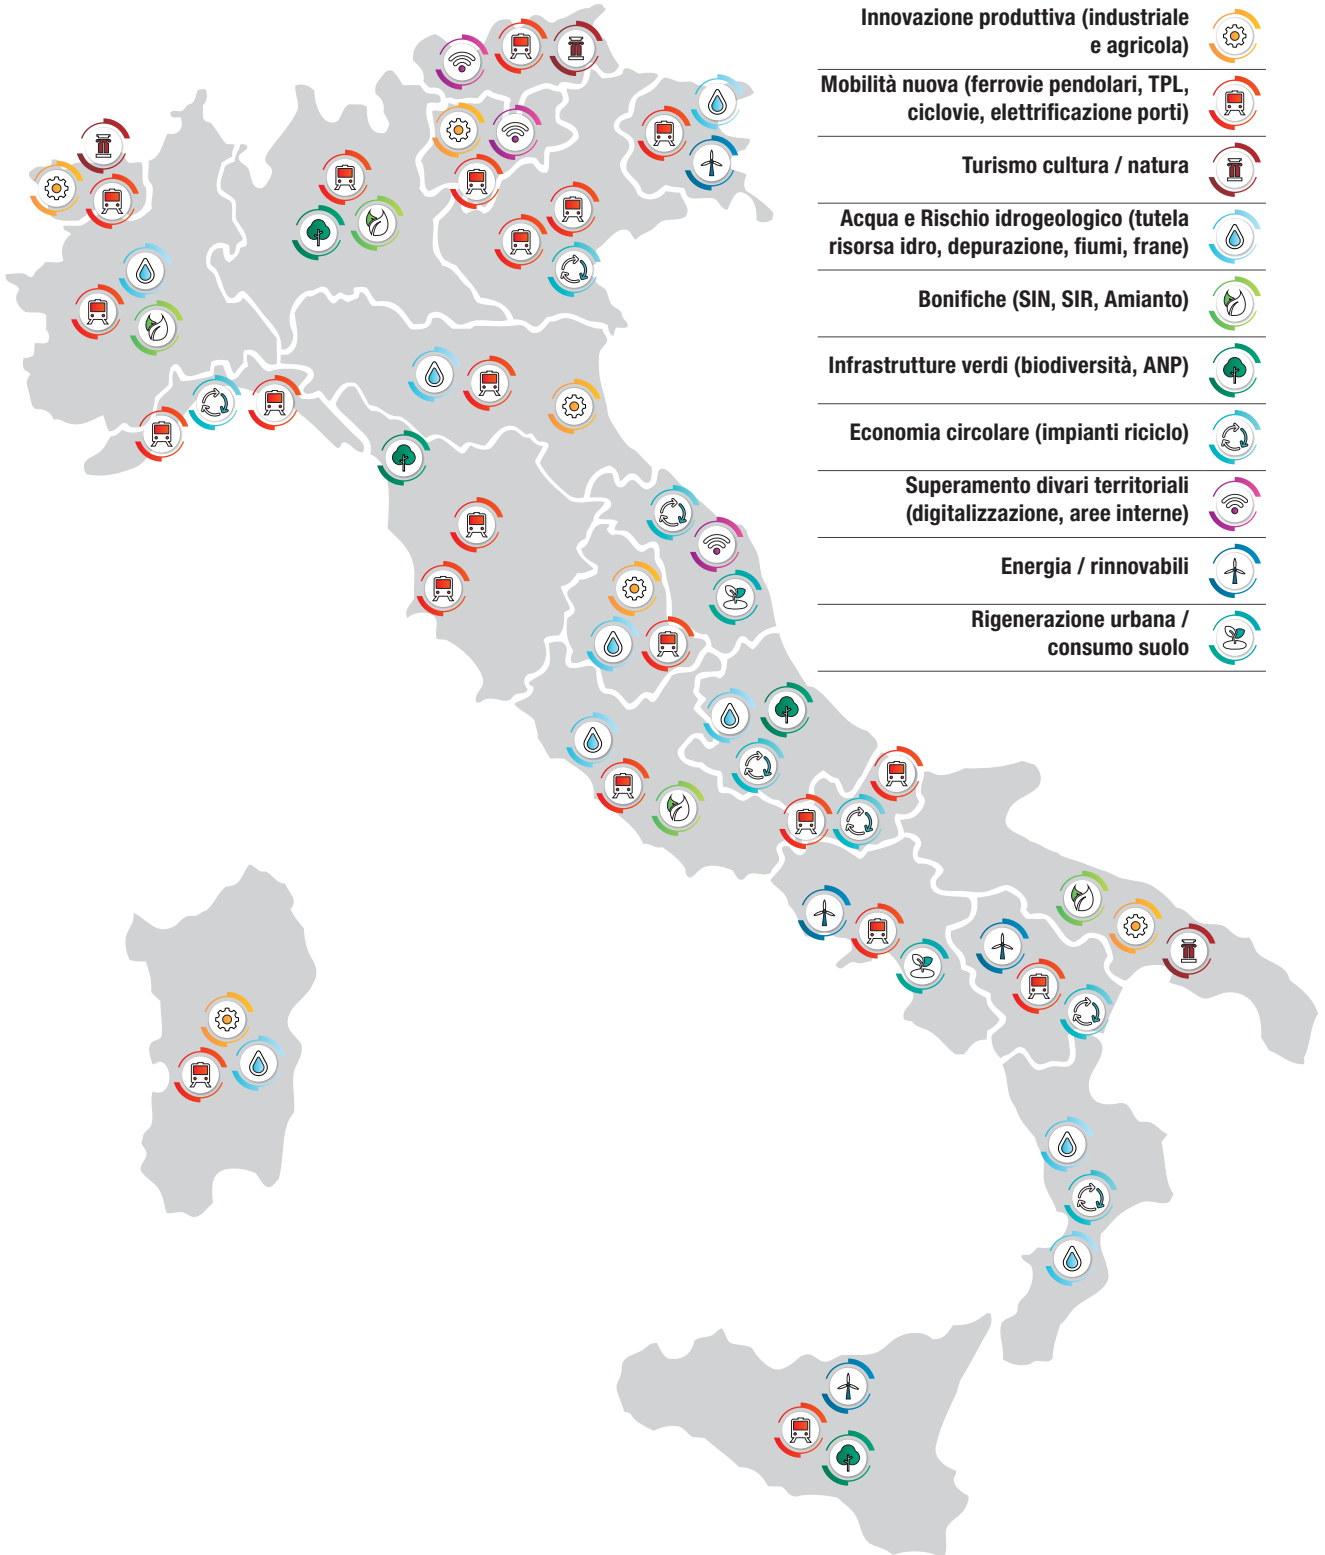 Innovazione produttiva (industriale
e agricola)
Mobilità nuova (ferrovie pendolari, TPL,
ciclovie, elettrificazione porti)
Turismo cultura / natura
Acqua e Rischio idrogeologico (tutela
risorsa idro, depurazione, fiumi, frane)
Bonifiche (SIN, SIR, Amianto)
Infrastrutture verdi (biodiversità, ANP)
Economia circolare (impianti riciclo)
Superamento divari territoriali
(digitalizzazione, aree interne)
Energia / rinnovabili
Rigenerazione urbana /
consumo suolo